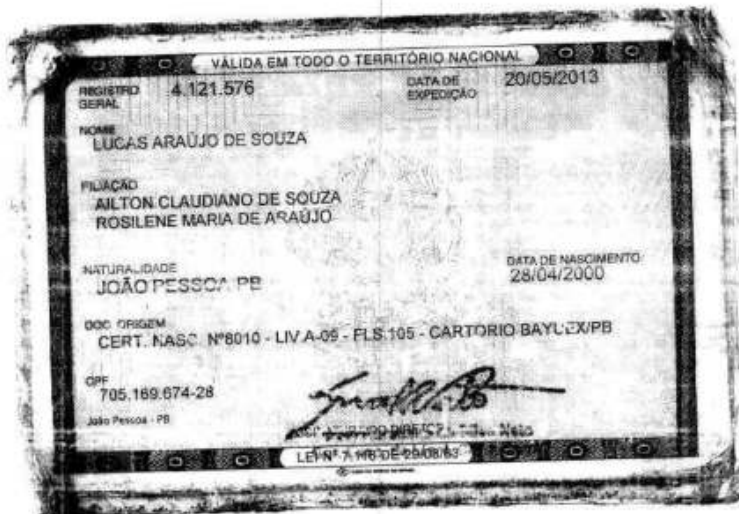 VÁLIDA EM TODO O TERRITÓRIO NACIONAL
REGISTRO GERAL 4.121.576 DATA DE EXPEDIÇÃO 20/05/2013
NOME
LUCAS ARAÚJO DE SOUZA
FILIAÇÃO
AILTON CLAUDIANO DE SOUZA
ROSILENE MARIA DE ARAÚJO
NATURALIDADE DATA DE NASCIMENTO
JOÃO PESSOA PB 28/04/2000
DOC. ORIGEM
CERT. NASC. Nº8010 - LIV.A-09 - FLS.105 - CARTORIO BAYEUX/PB
CPF
705.169.674-28
João Pessoa - PB
LEI Nº 7.116 DE 29/08/83